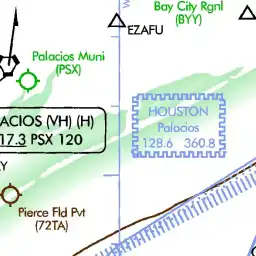 Bay City Rgnl
(BYY)
EZAFU
Palacios Muni
(PSX)
ACIOS (VH) (H)
17.3 PSX 120
HOUSTON
Palacios
128.6 360.8
Pierce Fld Pvt
(72TA)